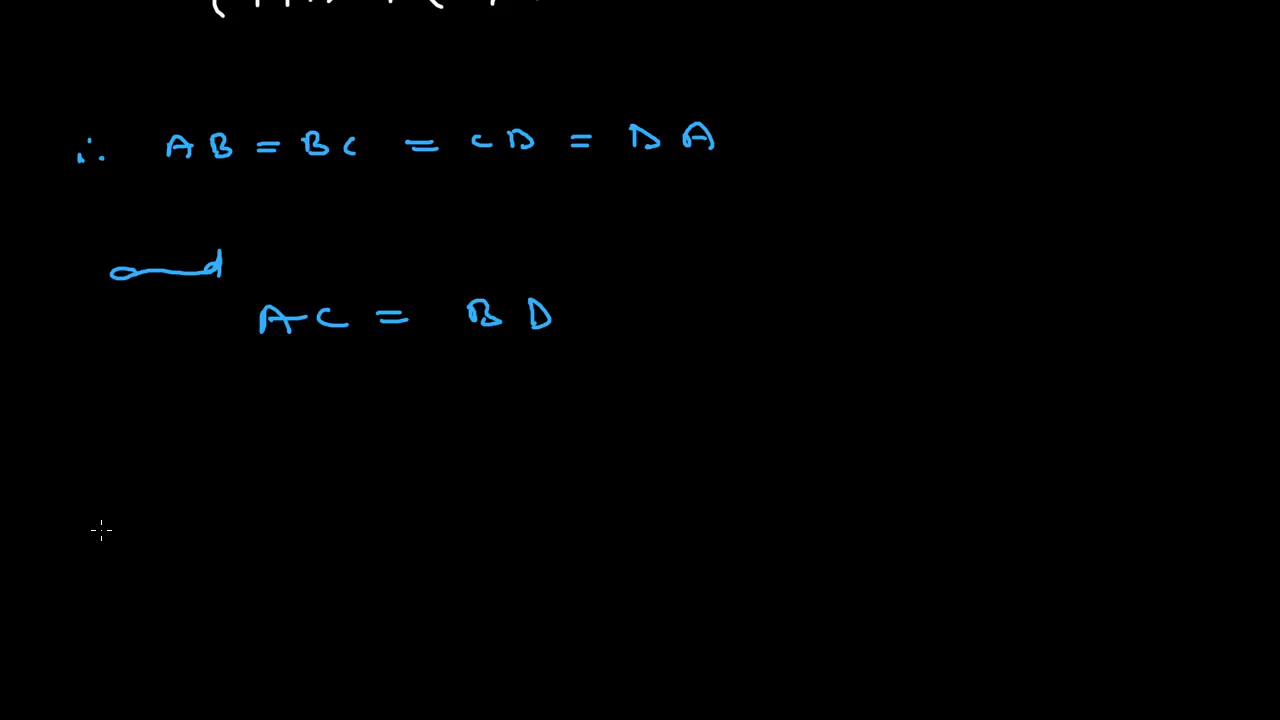 ∴ AB = BC = CD = DA
and
AC = BD